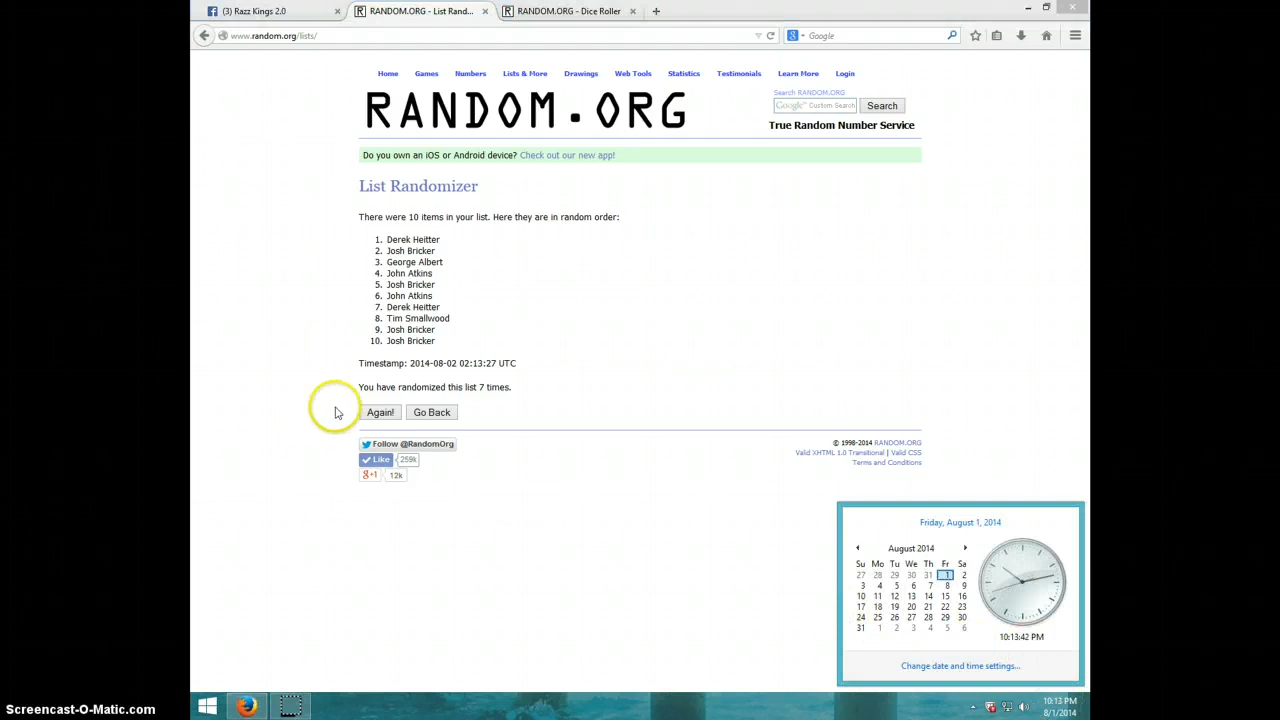 (3) Razz Kings 2.0
RANDOM.ORG - List Rand...
RANDOM.ORG - Dice Roller
www.random.org/lists/
Google
Home Games Numbers Lists & More Drawings Web Tools Statistics Testimonials Learn More Login
RANDOM.ORG
Search RANDOM.ORG
Google™ Custom Search
Search
True Random Number Service
Do you own an iOS or Android device? Check out our new app!
List Randomizer
There were 10 items in your list. Here they are in random order:
1. Derek Heitter
2. Josh Bricker
3. George Albert
4. John Atkins
5. Josh Bricker
6. John Atkins
7. Derek Heitter
8. Tim Smallwood
9. Josh Bricker
10. Josh Bricker
Timestamp: 2014-08-02 02:13:27 UTC
You have randomized this list 7 times.
Again! Go Back
Follow @RandomOrg
Like 259k
g+1 12k
© 1998-2014 RANDOM.ORG
Valid XHTML 1.0 Transitional | Valid CSS
Terms and Conditions
Friday, August 1, 2014
August 2014
Su Mo Tu We Th Fr Sa
27 28 29 30 31 1 2
3 4 5 6 7 8 9
10 11 12 13 14 15 16
17 18 19 20 21 22 23
24 25 26 27 28 29 30
31 1 2 3 4 5 6
10:13:42 PM
Change date and time settings...
10:13 PM
8/1/2014
Screencast-O-Matic.com